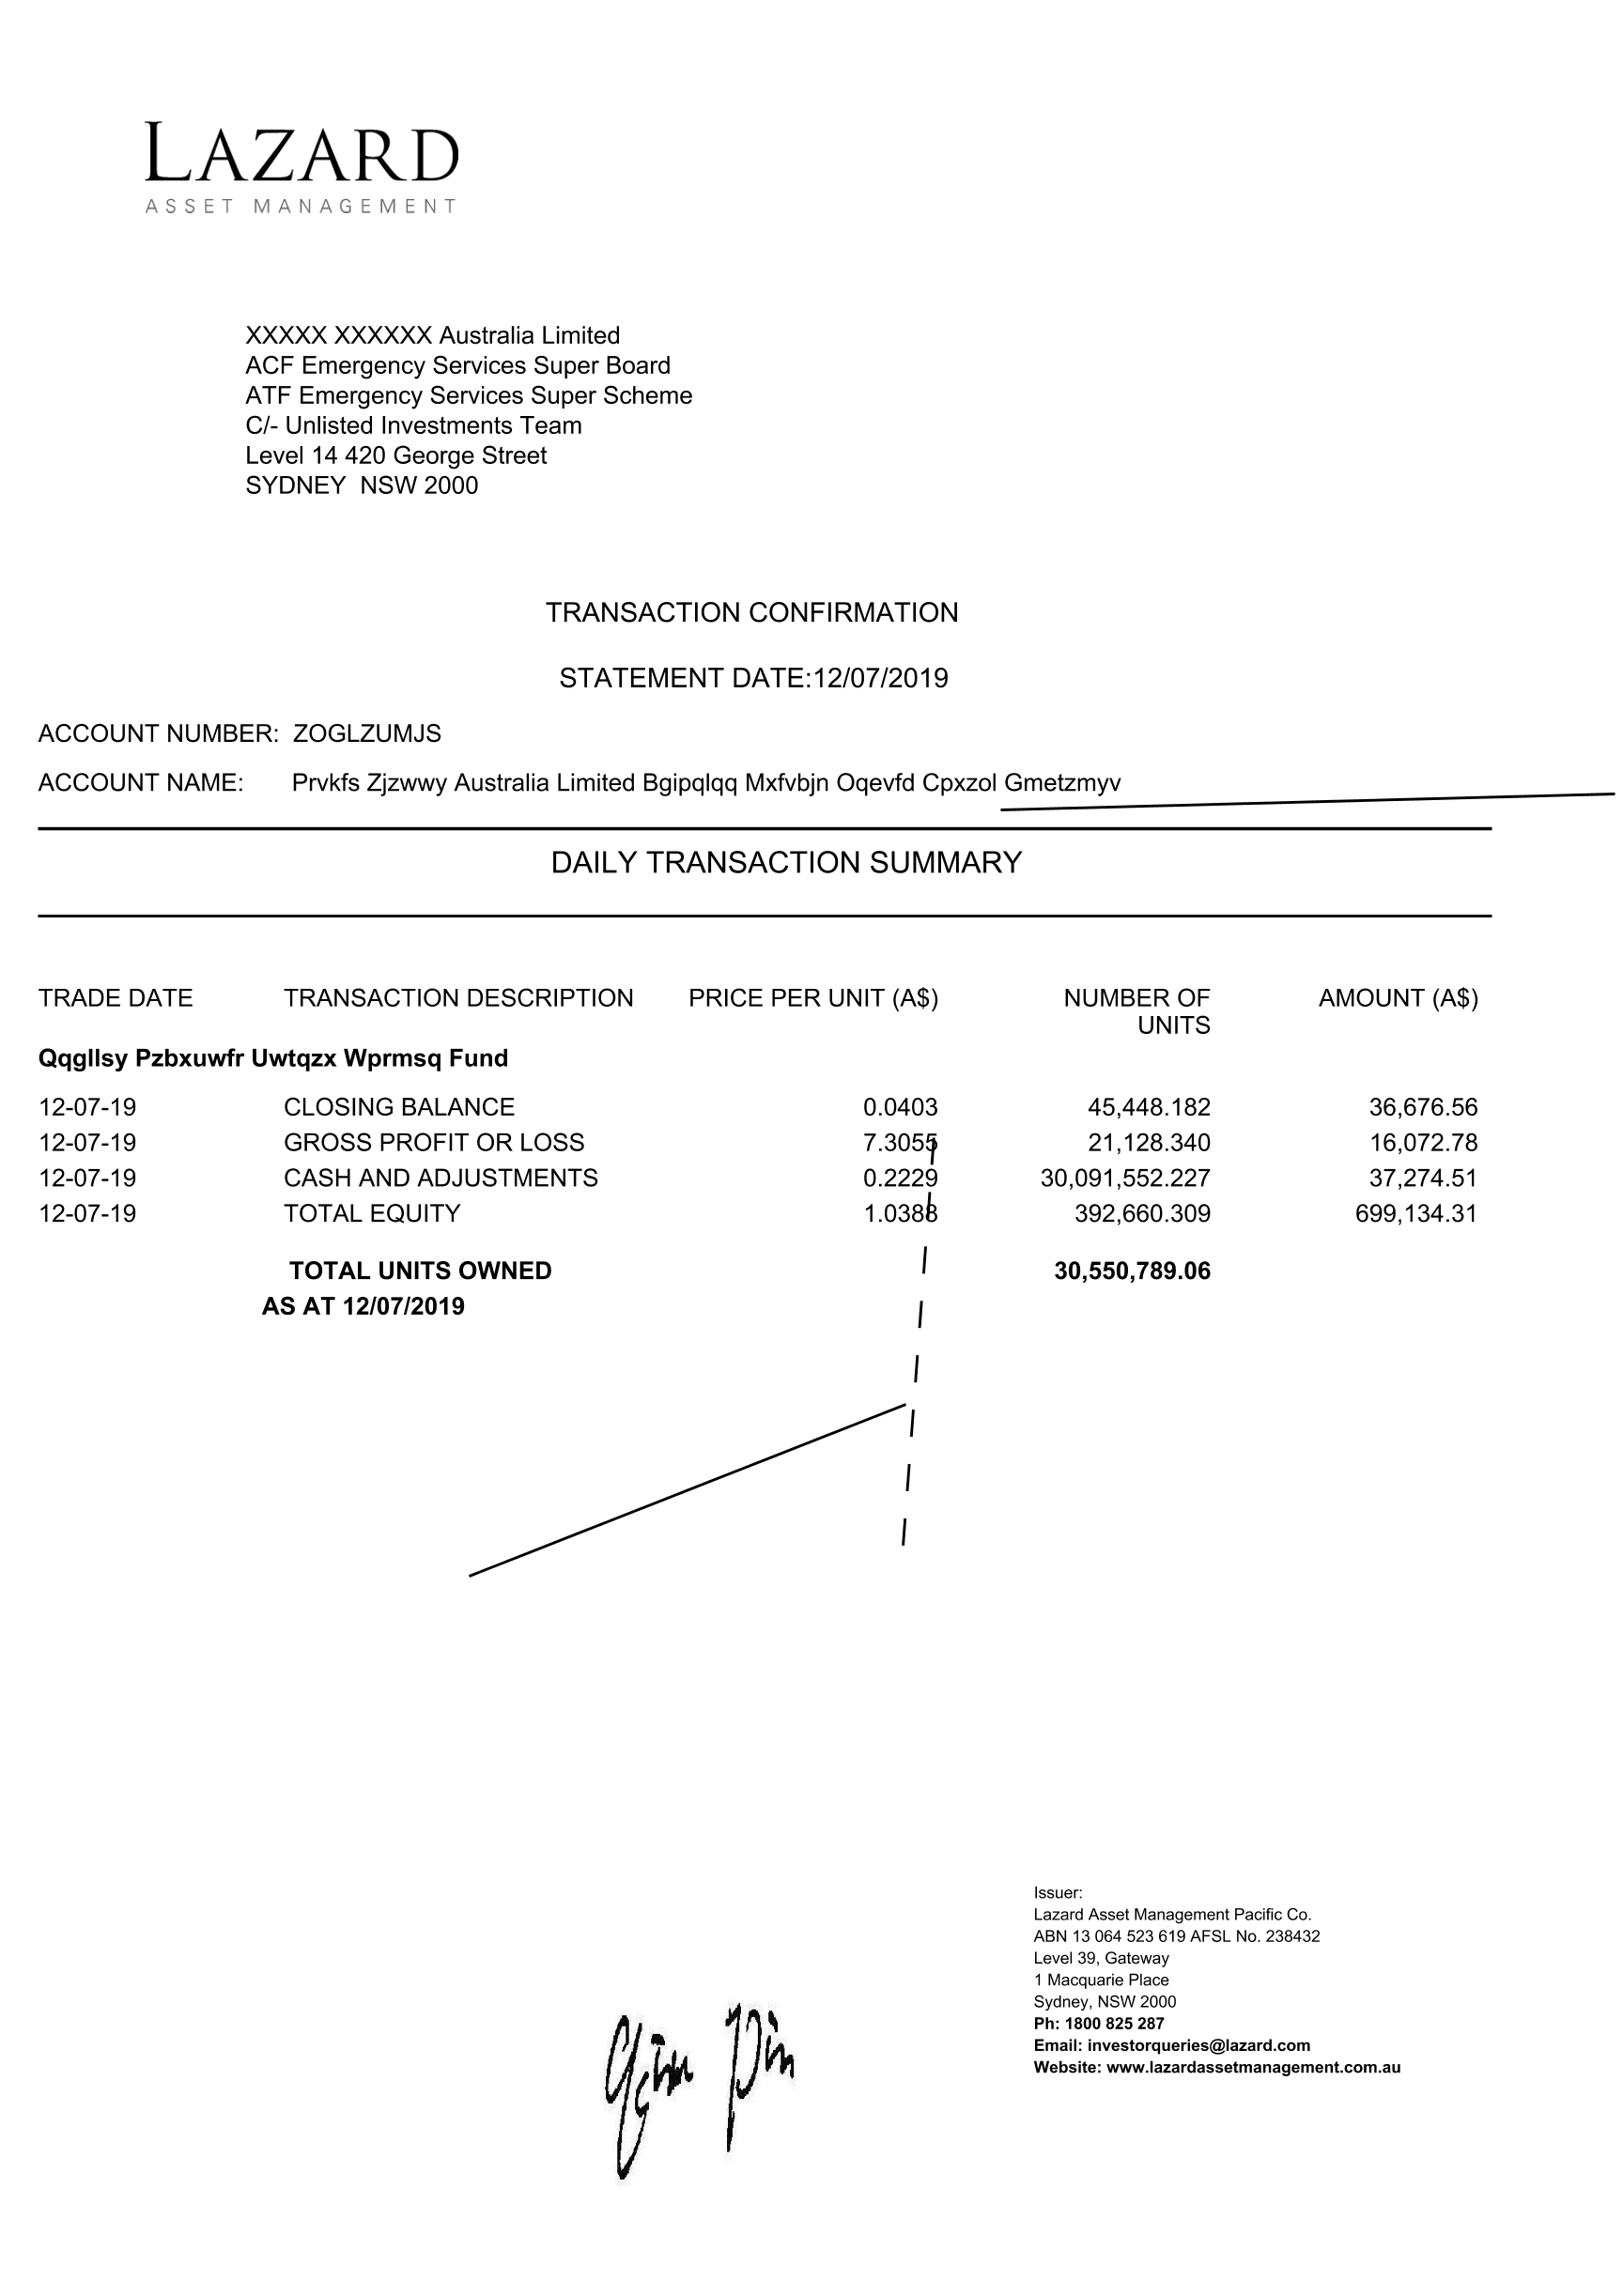 LAZARD
ASSET MANAGEMENT
XXXXX XXXXXX Australia Limited
ACF Emergency Services Super Board
ATF Emergency Services Super Scheme
C/- Unlisted Investments Team
Level 14 420 George Street
SYDNEY NSW 2000
TRANSACTION CONFIRMATION
STATEMENT DATE:12/07/2019
ACCOUNT NUMBER: ZOGLZUMJS
ACCOUNT NAME: Prvkfs Zjzwwy Australia Limited Bgipqlqq Mxfvbjn Oqevfd Cpxzol Gmetzmyv
DAILY TRANSACTION SUMMARY
TRADE DATE TRANSACTION DESCRIPTION PRICE PER UNIT (A$) NUMBER OF UNITS AMOUNT (A$)
Qqgllsy Pzbxuwfr Uwtqzx Wprmsq Fund
12-07-19 CLOSING BALANCE 0.0403 45,448.182 36,676.56
12-07-19 GROSS PROFIT OR LOSS 7.3055 21,128.340 16,072.78
12-07-19 CASH AND ADJUSTMENTS 0.2229 30,091,552.227 37,274.51
12-07-19 TOTAL EQUITY 1.0388 392,660.309 699,134.31
TOTAL UNITS OWNED 30,550,789.06
AS AT 12/07/2019
Issuer:
Lazard Asset Management Pacific Co.
ABN 13 064 523 619 AFSL No. 238432
Level 39, Gateway
1 Macquarie Place
Sydney, NSW 2000
Ph: 1800 825 287
Email: investorqueries@lazard.com
Website: www.lazardassetmanagement.com.au